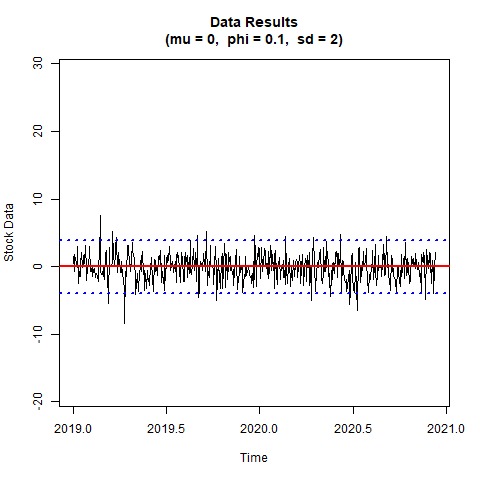 Data Results
(mu = 0,  phi = 0.1,  sd = 2)
Stock Data
30
20
10
0
-10
-20
2019.0 2019.5 2020.0 2020.5 2021.0
Time